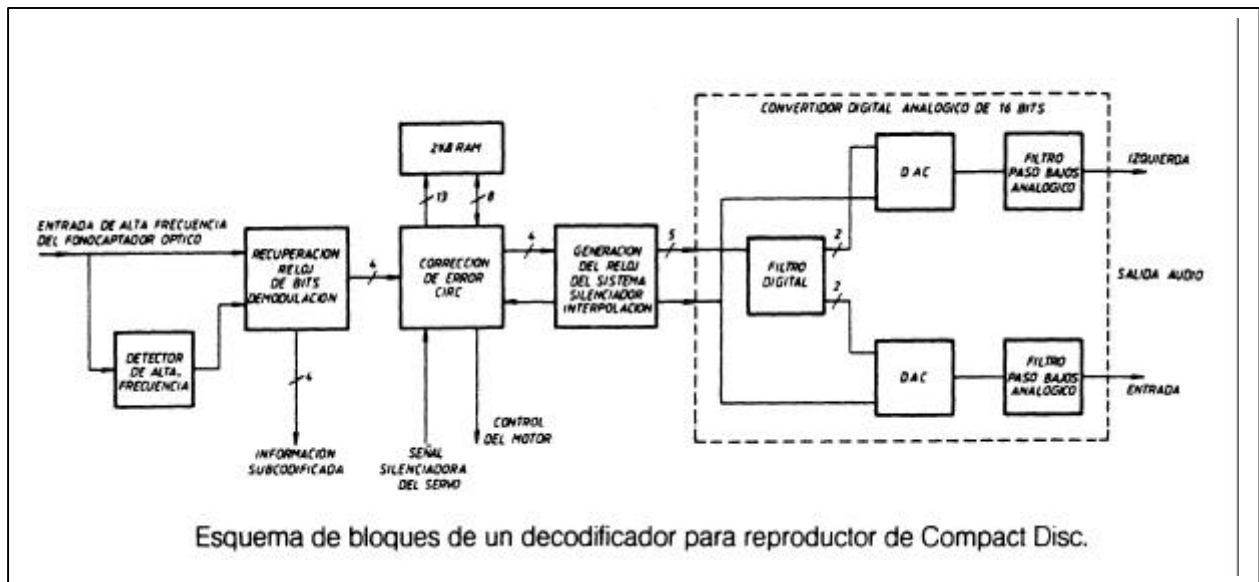 CONVERTIDOR DIGITAL ANALOGICO DE 16 BITS
2K8 RAM
13
8
ENTRADA DE ALTA FRECUENCIA
DEL FONOCAPTADOR OPTICO
RECUPERACION
RELOJ
DE BITS
DEMODULACION
4
CORRECCION
DE ERROR
CIRC
4
GENERACION
DEL RELOJ
DEL SISTEMA
SILENCIADOR
INTERPOLACION
5
FILTRO
DIGITAL
2
2
DAC
FILTRO
PASO BAJOS
ANALOGICO
IZQUIERDA
SALIDA AUDIO
DAC
FILTRO
PASO BAJOS
ANALOGICO
ENTRADA
DETECTOR
DE ALTA.
FRECUENCIA
4
INFORMACION
SUBCODIFICADA
SEÑAL
SILENCIADORA
DEL SERVO
CONTROL
DEL MOTOR
Esquema de bloques de un decodificador para reproductor de Compact Disc.